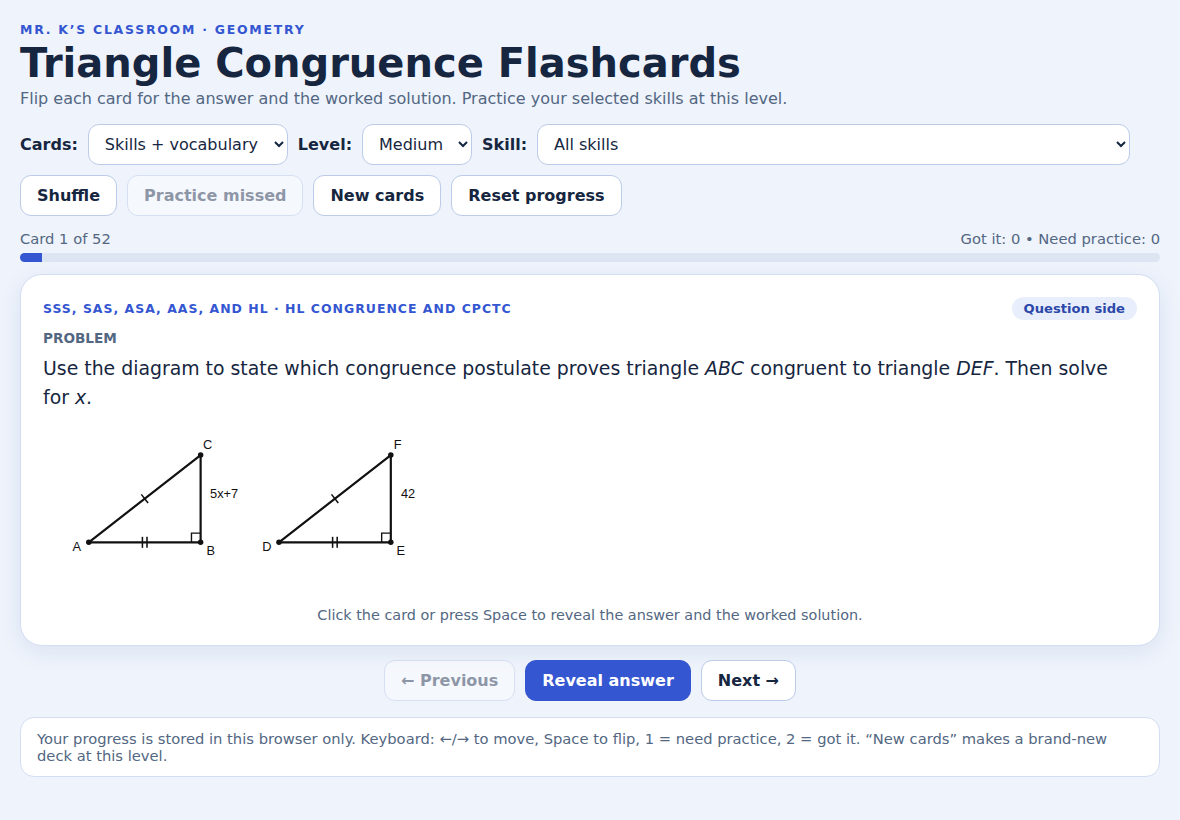 MR. K’S CLASSROOM · GEOMETRY
Triangle Congruence Flashcards
Flip each card for the answer and the worked solution. Practice your selected skills at this level.
Cards: Skills + vocabulary Level: Medium Skill: All skills
Shuffle Practice missed New cards Reset progress
Card 1 of 52 Got it: 0 • Need practice: 0
SSS, SAS, ASA, AAS, AND HL · HL CONGRUENCE AND CPCTC Question side
PROBLEM
Use the diagram to state which congruence postulate proves triangle ABC congruent to triangle DEF. Then solve
for x.
C F
5x+7 42
A B D E
Click the card or press Space to reveal the answer and the worked solution.
← Previous Reveal answer Next →
Your progress is stored in this browser only. Keyboard: ←/→ to move, Space to flip, 1 = need practice, 2 = got it. “New cards” makes a brand-new
deck at this level.